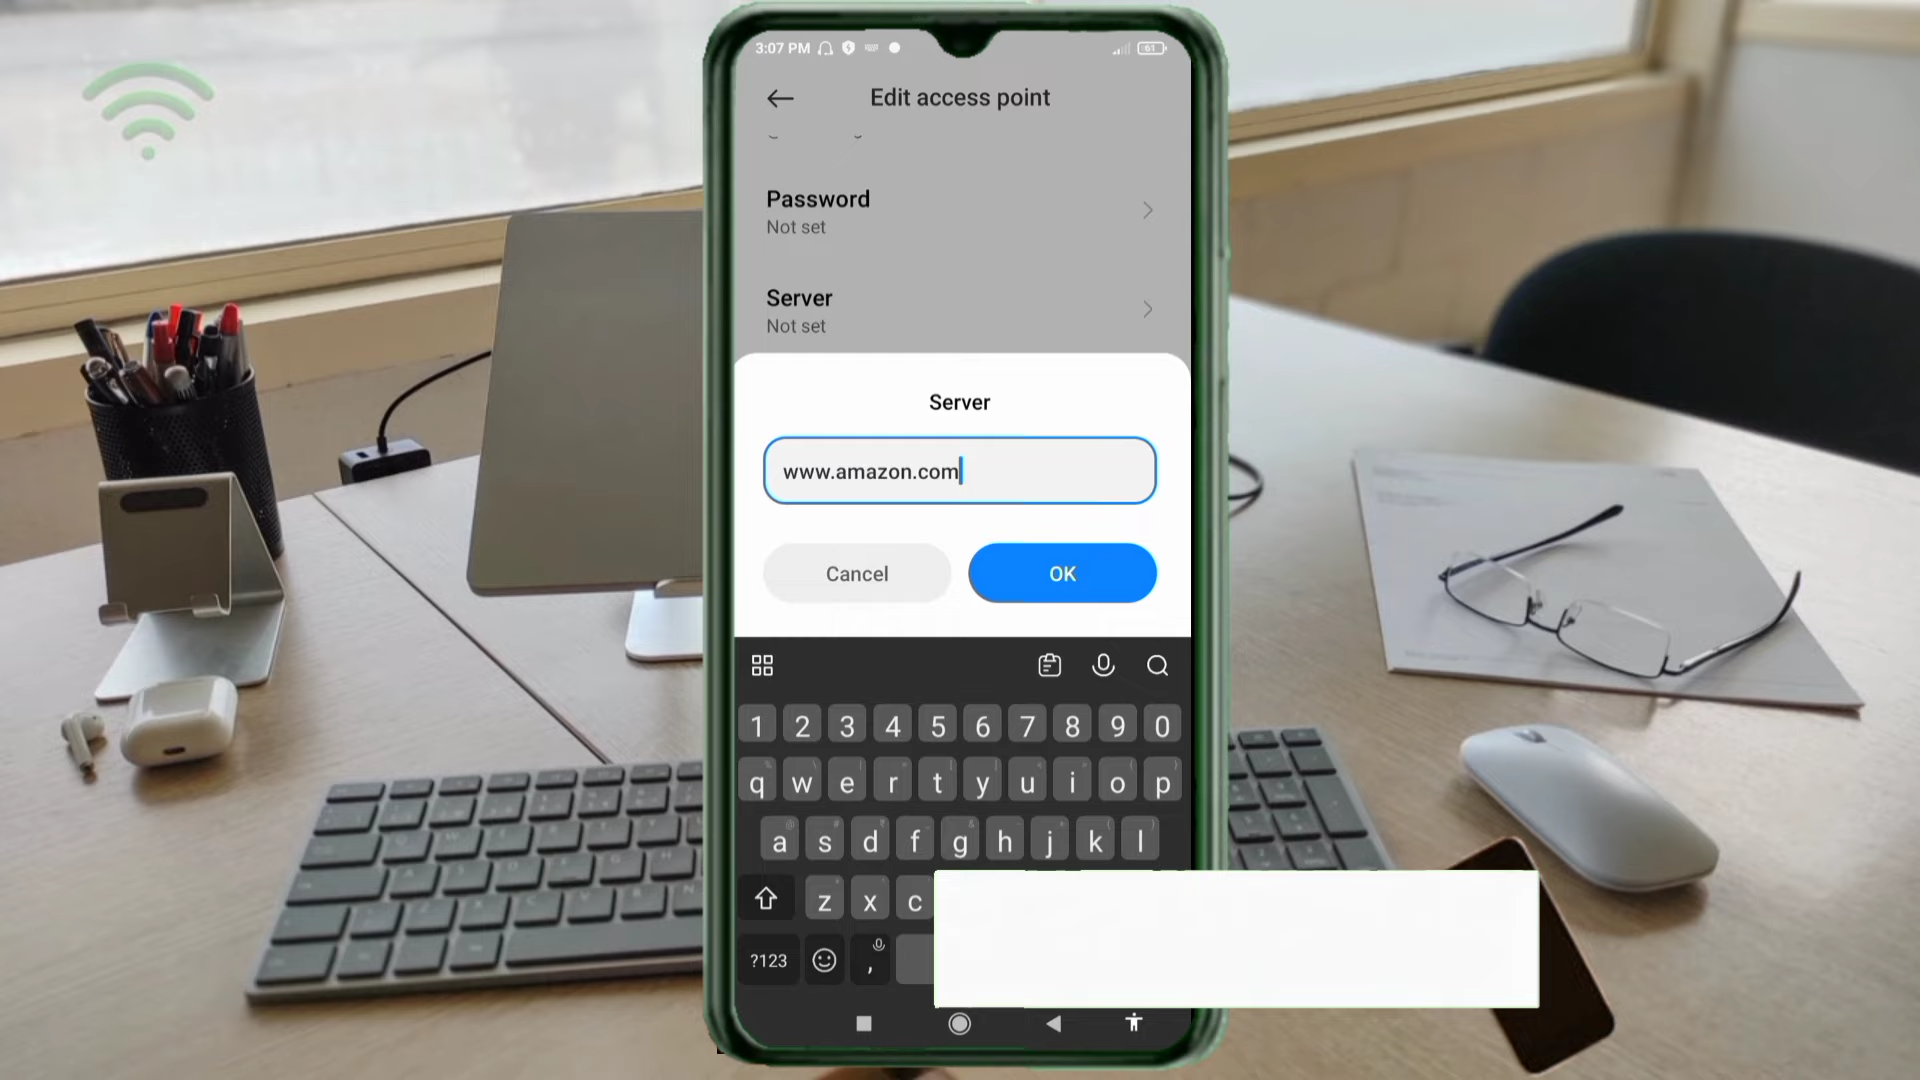 3:07 PM
61
Edit access point
Password
Not set
Server
Not set
Server
www.amazon.com
Cancel
OK
1 2 3 4 5 6 7 8 9 0
q w e r t y u i o p
a s d f g h j k l
z x c
?123 ,